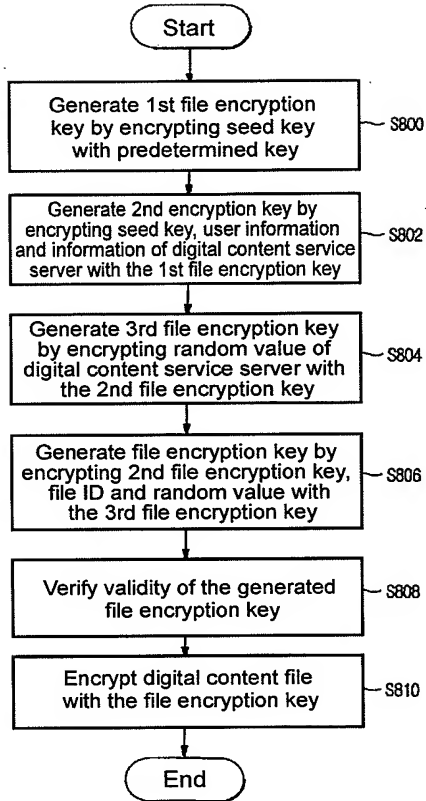 Start
Generate 1st file encryption
key by encrypting seed key
with predetermined key
S800
Generate 2nd encryption key by
encrypting seed key, user information
and information of digital content service
server with the 1st file encryption key
S802
Generate 3rd file encryption key
by encrypting random value of
digital content service server with
the 2nd file encryption key
S804
Generate file encryption key by
encrypting 2nd file encryption key,
file ID and random value with
the 3rd file encryption key
S806
Verify validity of the generated
file encryption key
S808
Encrypt digital content file
with the file encryption key
S810
End